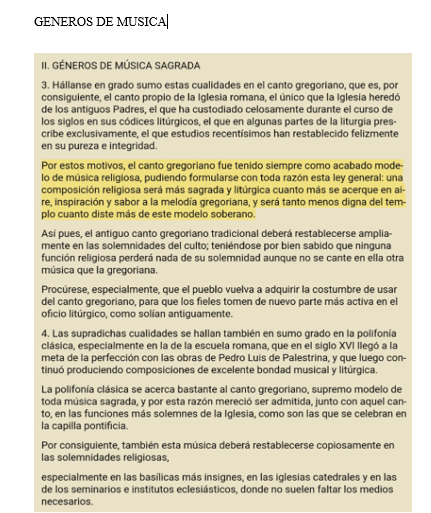 GENEROS DE MUSICA
II. GÉNEROS DE MÚSICA SAGRADA
3. Hállanse en grado sumo estas cualidades en el canto gregoriano, que es, por
consiguiente, el canto propio de la Iglesia romana, el único que la Iglesia heredó
de los antiguos Padres, el que ha custodiado celosamente durante el curso de
los siglos en sus códices litúrgicos, el que en algunas partes de la liturgia pres-
cribe exclusivamente, el que estudios recentísimos han restablecido felizmente
en su pureza e integridad.
Por estos motivos, el canto gregoriano fue tenido siempre como acabado mode-
lo de música religiosa, pudiendo formularse con toda razón esta ley general: una
composición religiosa será más sagrada y litúrgica cuanto más se acerque en ai-
re, inspiración y sabor a la melodía gregoriana, y será tanto menos digna del tem-
plo cuanto diste más de este modelo soberano.
Así pues, el antiguo canto gregoriano tradicional deberá restablecerse amplia-
mente en las solemnidades del culto; teniéndose por bien sabido que ninguna
función religiosa perderá nada de su solemnidad aunque no se cante en ella otra
música que la gregoriana.
Procúrese, especialmente, que el pueblo vuelva a adquirir la costumbre de usar
del canto gregoriano, para que los fieles tomen de nuevo parte más activa en el
oficio litúrgico, como solían antiguamente.
4. Las supradichas cualidades se hallan también en sumo grado en la polifonía
clásica, especialmente en la de la escuela romana, que en el siglo XVI llegó a la
meta de la perfección con las obras de Pedro Luis de Palestrina, y que luego con-
tinuó produciendo composiciones de excelente bondad musical y litúrgica.
La polifonía clásica se acerca bastante al canto gregoriano, supremo modelo de
toda música sagrada, y por esta razón mereció ser admitida, junto con aquel can-
to, en las funciones más solemnes de la Iglesia, como son las que se celebran en
la capilla pontificia.
Por consiguiente, también esta música deberá restablecerse copiosamente en
las solemnidades religiosas,
especialmente en las basílicas más insignes, en las iglesias catedrales y en las
de los seminarios e institutos eclesiásticos, donde no suelen faltar los medios
necesarios.